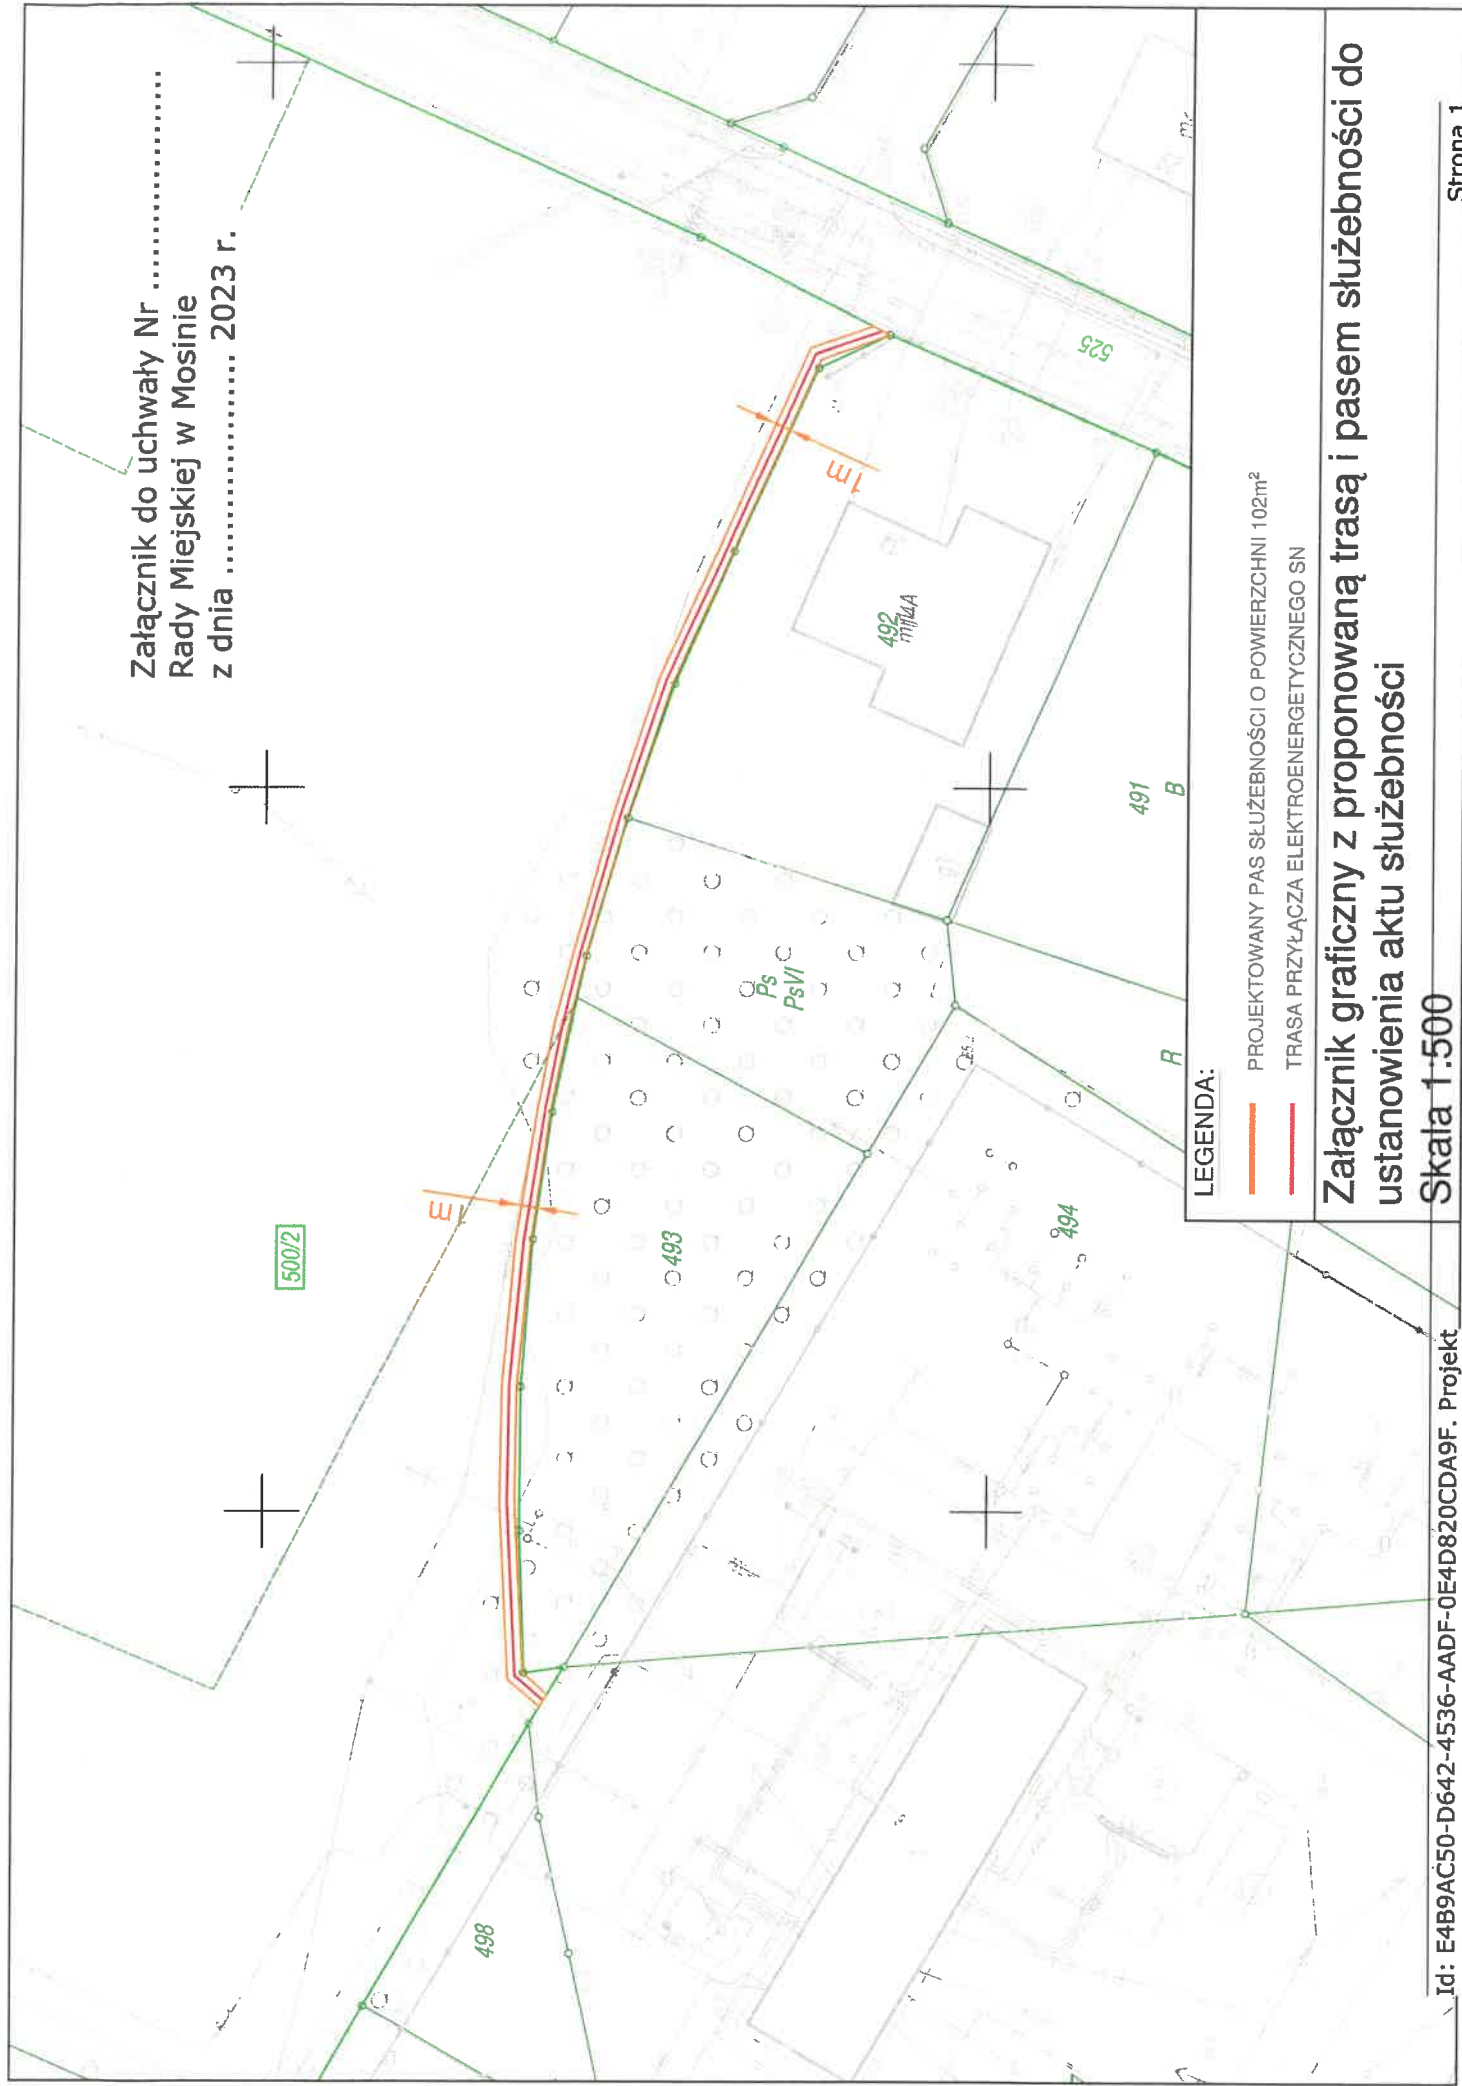 Załącznik do uchwały Nr .....................
Rady Miejskiej w Mosinie
z dnia ..................... 2023 r.
500/2
1m
1m
525
492
491
B
Ps
PsVI
R
493
494
498
LEGENDA:
PROJEKTOWANY PAS SŁUŻEBNOŚCI O POWIERZCHNI 102m²
TRASA PRZYŁĄCZA ELEKTROENERGETYCZNEGO SN
Załącznik graficzny z proponowaną trasą i pasem służebności do
ustanowienia aktu służebności
Skala 1:500
Id: E4B9AC50-D642-4536-AADF-0E4D820CDA9F. Projekt
Strona 1